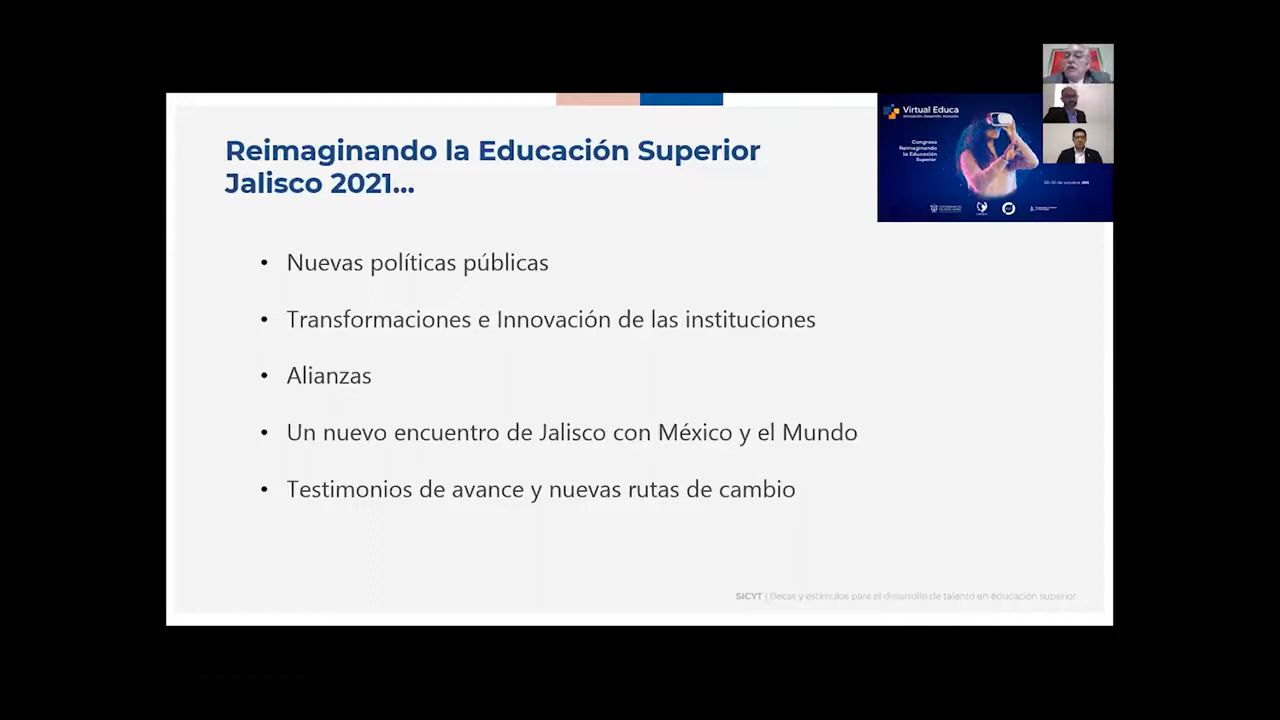 Reimaginando la Educación Superior
Jalisco 2021...
• Nuevas políticas públicas
• Transformaciones e Innovación de las instituciones
• Alianzas
• Un nuevo encuentro de Jalisco con México y el Mundo
• Testimonios de avance y nuevas rutas de cambio
SICYT | Becas y estímulos para el desarrollo de talento en educación superior
Virtual Educa
Innovación. Desarrollo. Inclusión
Congreso
Reimaginando
la Educación
Superior